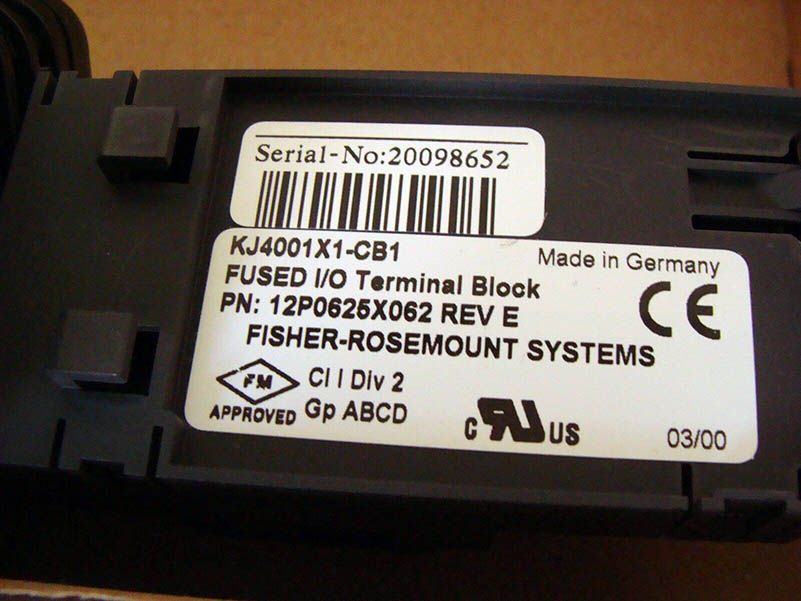 Serial-No:20098652
KJ4001X1-CB1
Made in Germany
FUSED I/O Terminal Block
PN: 12P0625X062 REV E
CE
FISHER-ROSEMOUNT SYSTEMS
FM
APPROVED
Cl I Div 2
Gp ABCD
C RU US
03/00